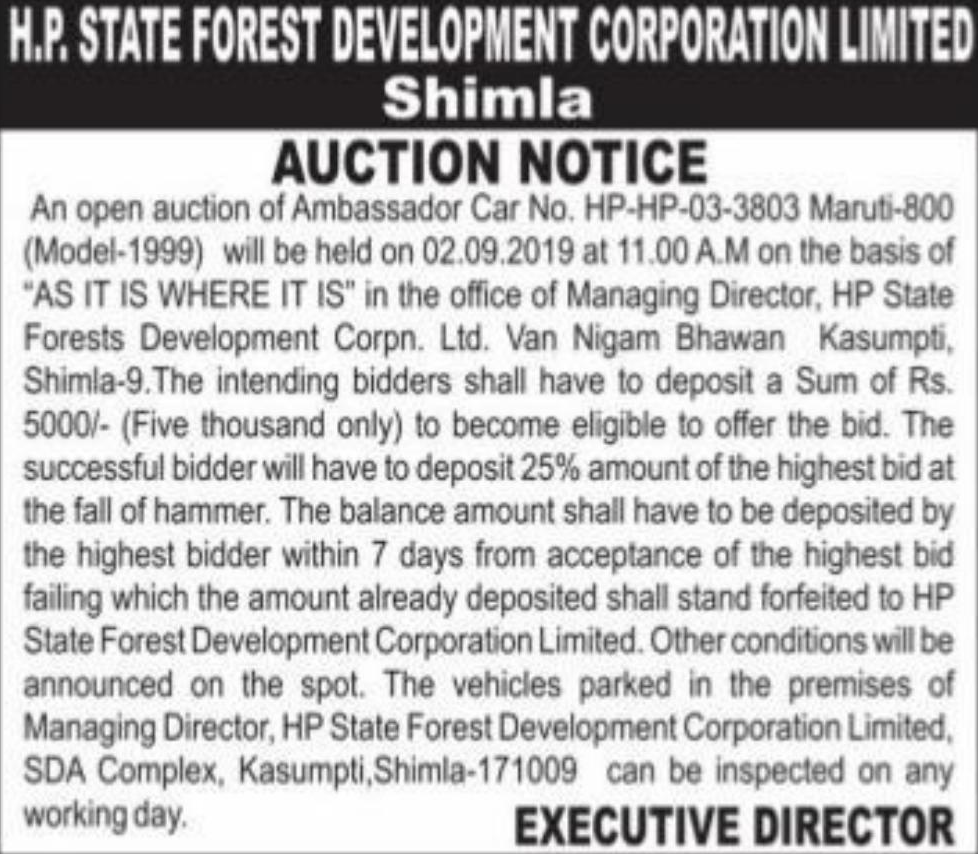 H.P. STATE FOREST DEVELOPMENT CORPORATION LIMITED
Shimla
AUCTION NOTICE
An open auction of Ambassador Car No. HP-HP-03-3803 Maruti-800
(Model-1999) will be held on 02.09.2019 at 11.00 A.M on the basis of
“AS IT IS WHERE IT IS” in the office of Managing Director, HP State
Forests Development Corpn. Ltd. Van Nigam Bhawan Kasumpti,
Shimla-9.The intending bidders shall have to deposit a Sum of Rs.
5000/- (Five thousand only) to become eligible to offer the bid. The
successful bidder will have to deposit 25% amount of the highest bid at
the fall of hammer. The balance amount shall have to be deposited by
the highest bidder within 7 days from acceptance of the highest bid
failing which the amount already deposited shall stand forfeited to HP
State Forest Development Corporation Limited. Other conditions will be
announced on the spot. The vehicles parked in the premises of
Managing Director, HP State Forest Development Corporation Limited,
SDA Complex, Kasumpti,Shimla-171009 can be inspected on any
working day.
EXECUTIVE DIRECTOR